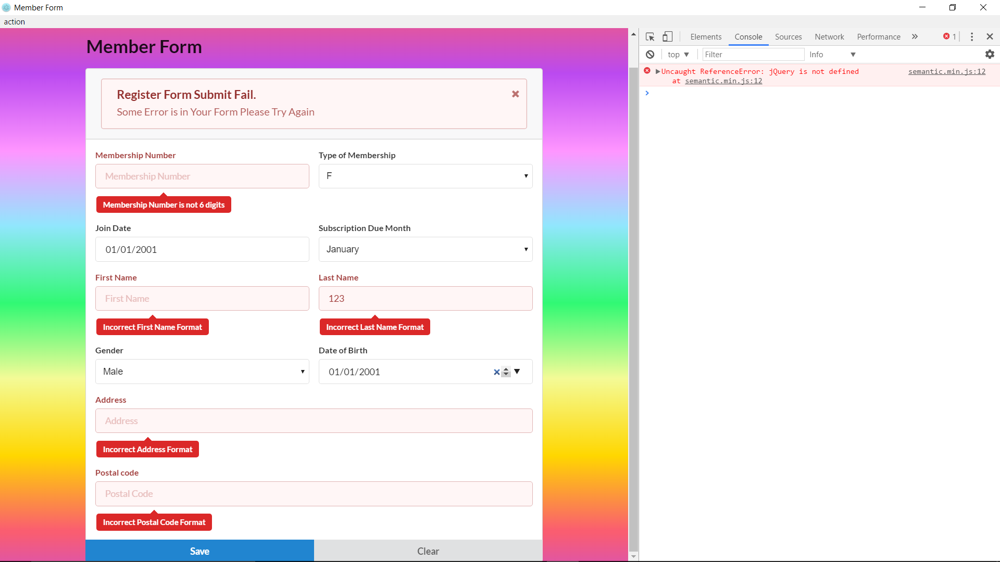 Member Form
action
Member Form
Register Form Submit Fail.
Some Error is in Your Form Please Try Again
Membership Number
Type of Membership
Membership Number
F
Membership Number is not 6 digits
Join Date
Subscription Due Month
01/01/2001
January
First Name
Last Name
First Name
123
Incorrect First Name Format
Incorrect Last Name Format
Gender
Date of Birth
Male
01/01/2001
Address
Address
Incorrect Address Format
Postal code
Postal Code
Incorrect Postal Code Format
Save
Clear
Elements Console Sources Network Performance » 1
top Filter Info
Uncaught ReferenceError: jQuery is not defined semantic.min.js:12
at semantic.min.js:12